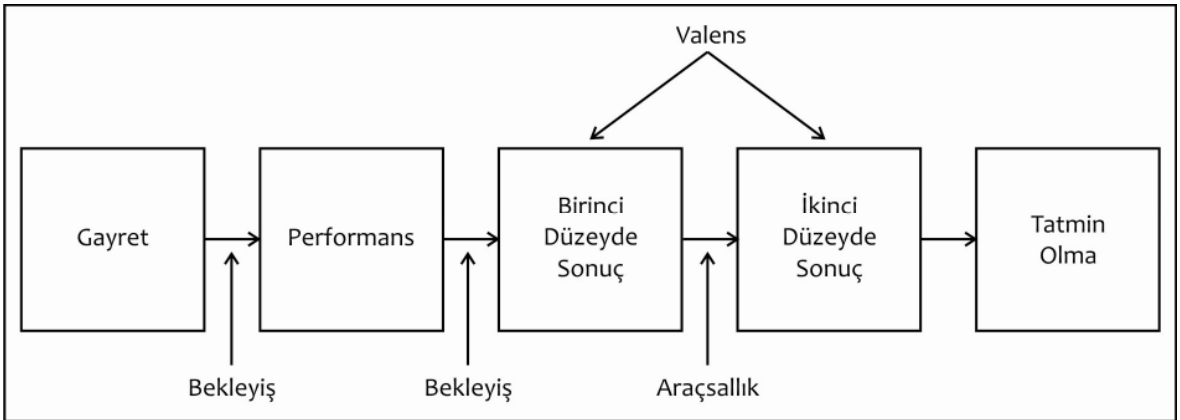 Valens
Gayret
Performans
Birinci
Düzeyde
Sonuç
İkinci
Düzeyde
Sonuç
Tatmin
Olma
Bekleyiş
Bekleyiş
Araçsallık